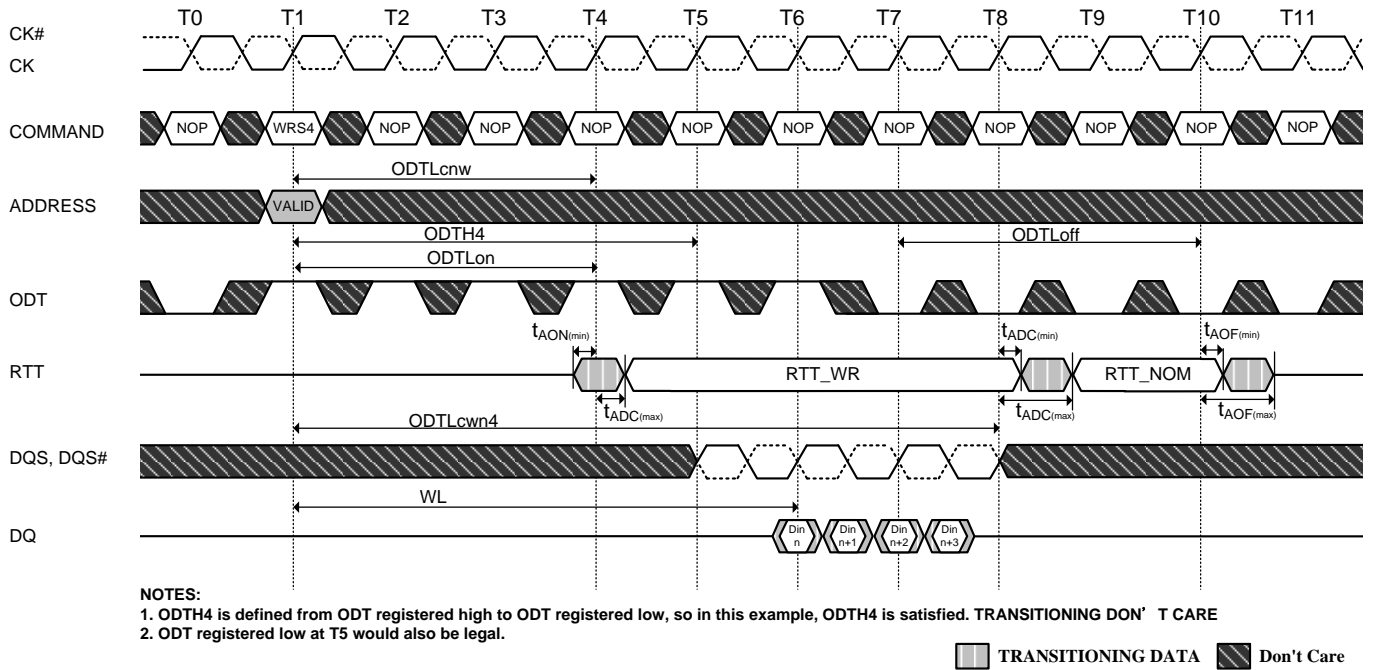 T0 T1 T2 T3 T4 T5 T6 T7 T8 T9 T10 T11
CK#
CK
COMMAND NOP WRS4 NOP NOP NOP NOP NOP NOP NOP NOP NOP NOP
ODTLcnw
ADDRESS VALID
ODTH4 ODTLoff
ODTLon
ODT
tAON(min) tADC(min) tAOF(min)
RTT RTT_WR RTT_NOM
tADC(max) tADC(max) tAOF(max)
ODTLcwn4
DQS, DQS#
WL
DQ Din n Din n+1 Din n+2 Din n+3
NOTES:
1. ODTH4 is defined from ODT registered high to ODT registered low, so in this example, ODTH4 is satisfied. TRANSITIONING DON’ T CARE
2. ODT registered low at T5 would also be legal.
TRANSITIONING DATA Don't Care